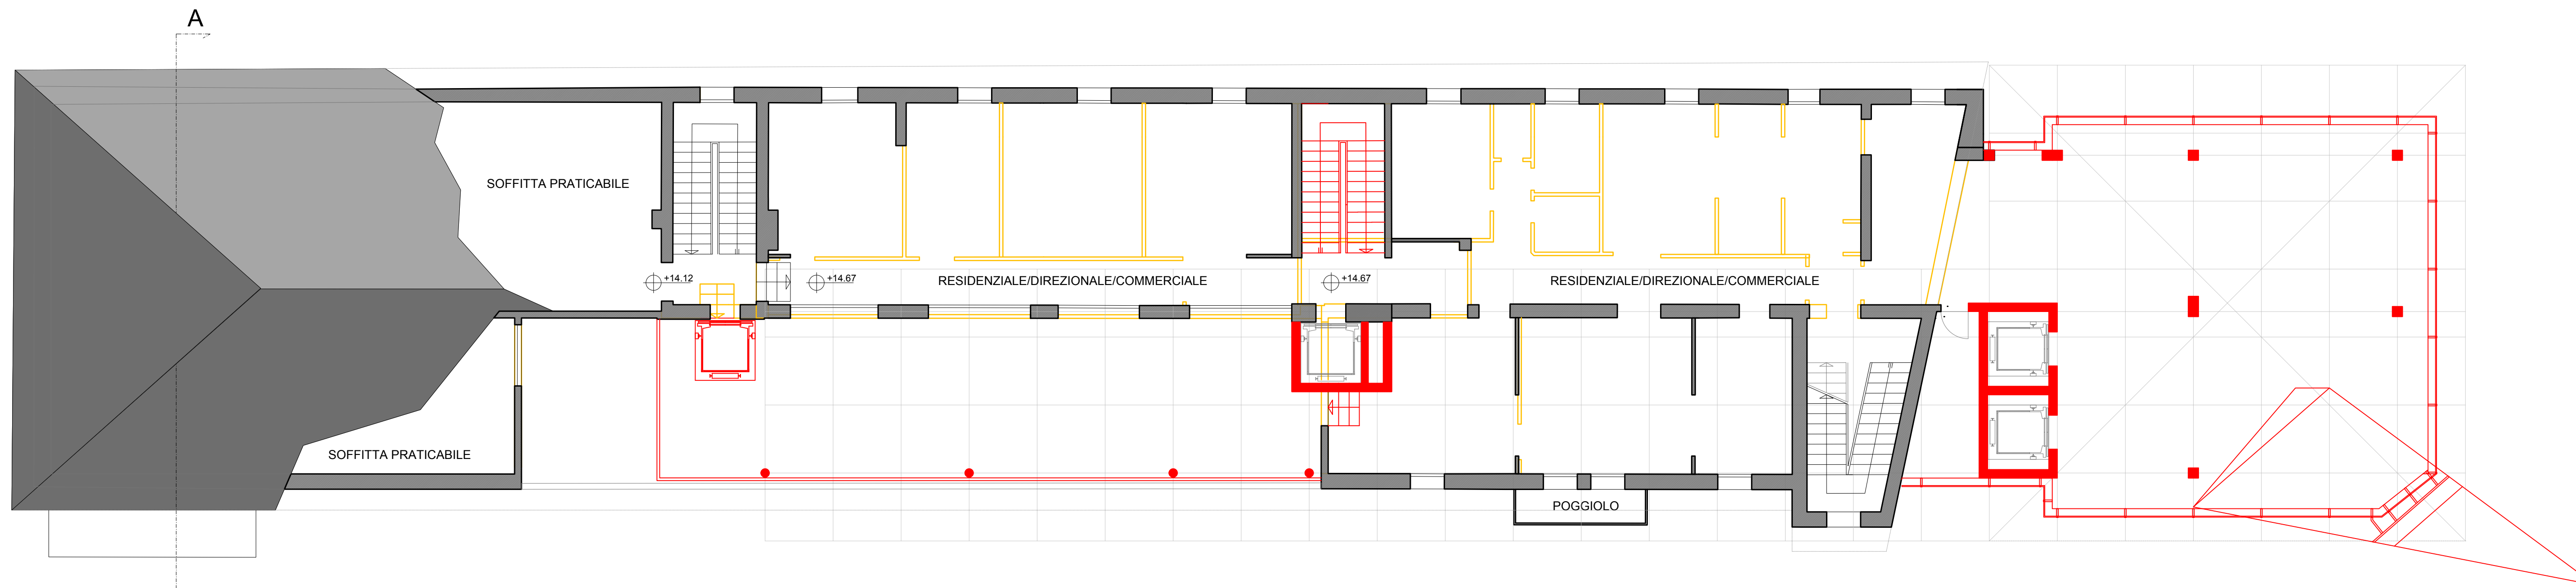 A
SOFFITTA PRATICABILE
+14.12
+14.67
RESIDENZIALE/DIREZIONALE/COMMERCIALE
+14.67
RESIDENZIALE/DIREZIONALE/COMMERCIALE
SOFFITTA PRATICABILE
POGGIOLO